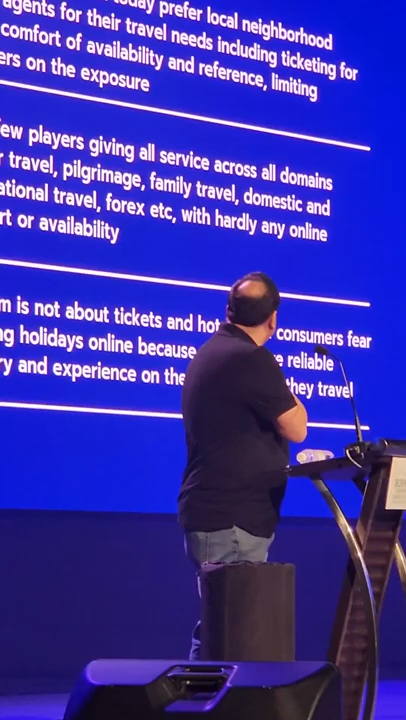 today prefer local neighborhood
agents for their travel needs including ticketing for
comfort of availability and reference, limiting
ers on the exposure
few players giving all service across all domains
r travel, pilgrimage, family travel, domestic and
ational travel, forex etc, with hardly any online
rt or availability
m is not about tickets and hot consumers fear
ng holidays online because re reliable
ry and experience on the they travel